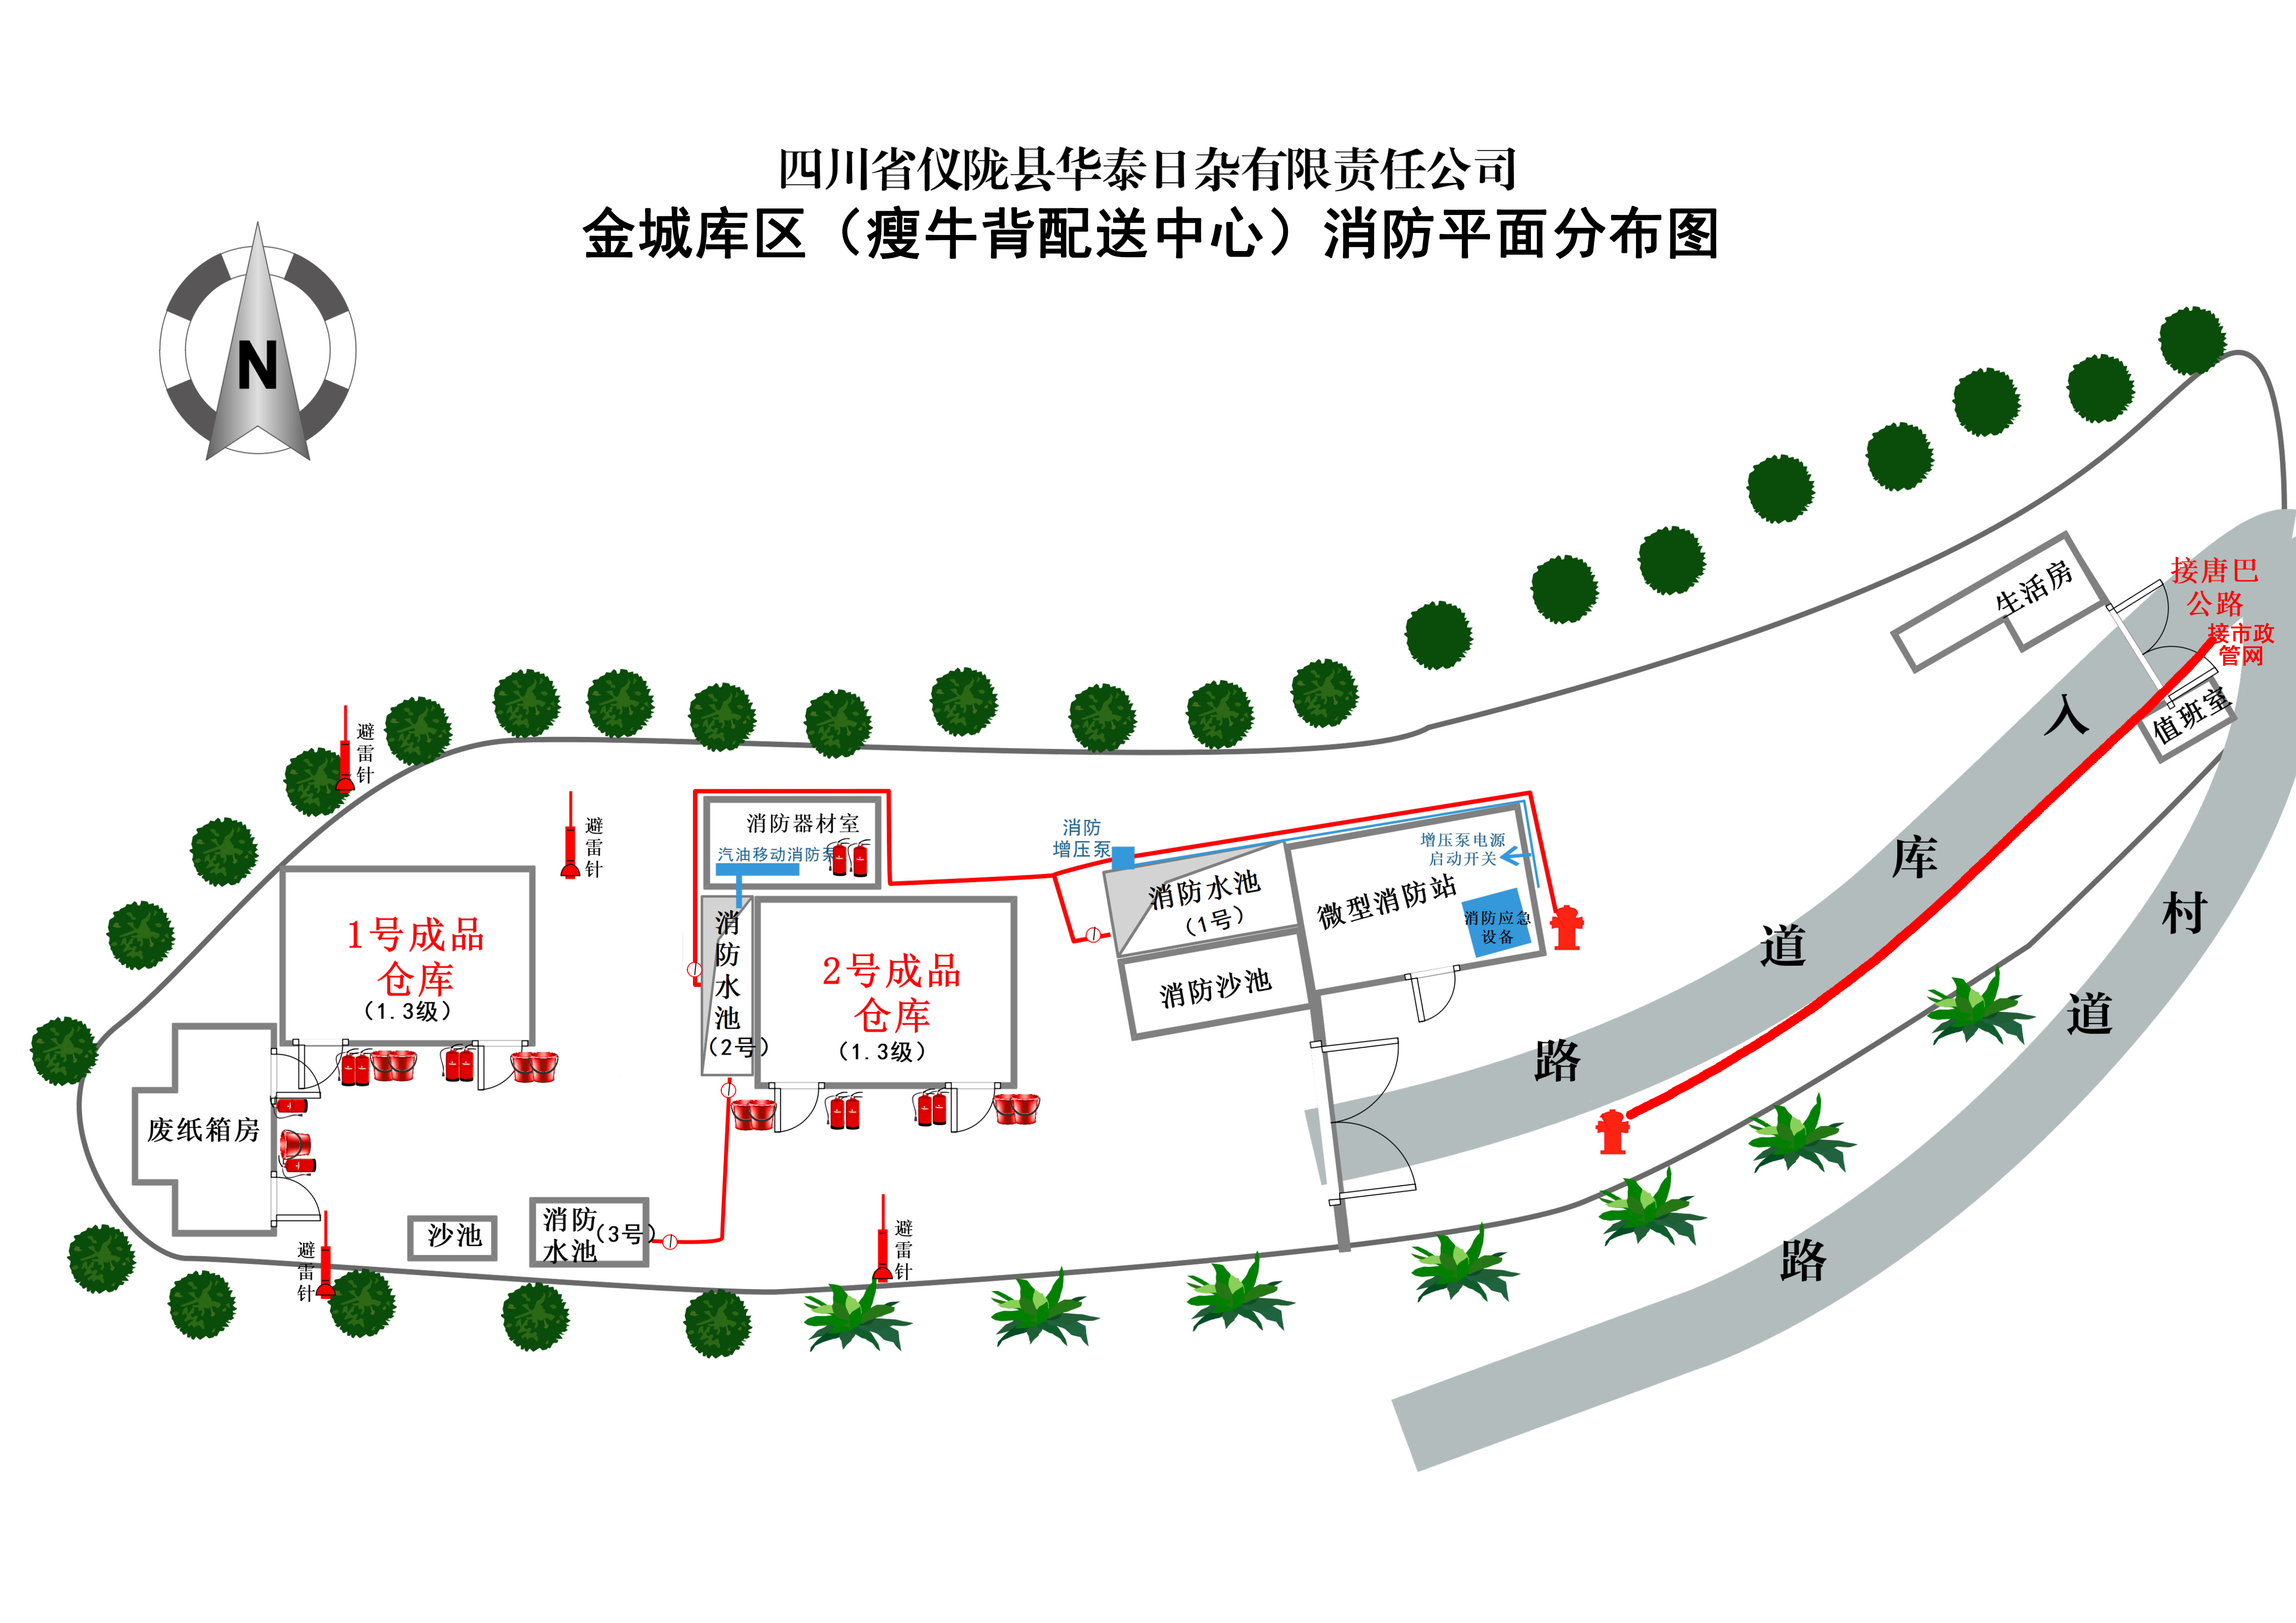 四川省仪陇县华泰日杂有限责任公司
金城库区（瘦牛背配送中心）消防平面分布图
N
接唐巴
公路
接市政
管网
生活房
值班室
入
库
道
路
村
道
路
避雷针
避雷针
消防器材室
汽油移动消防泵
消防
增压泵
增压泵电源
启动开关
消防水池
（1号）
微型消防站
消防应急
设备
消防沙池
1号成品
仓库
（1.3级）
消防水池
（2号）
2号成品
仓库
（1.3级）
废纸箱房
沙池
消防
水池
（3号）
避雷针
避雷针